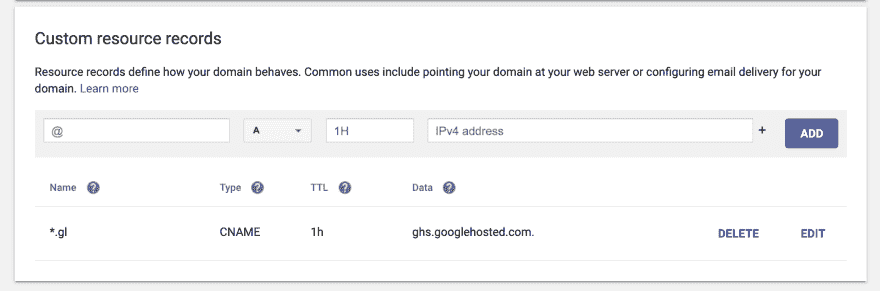 Custom resource records
Resource records define how your domain behaves. Common uses include pointing your domain at your web server or configuring email delivery for your
domain. Learn more
@ A 1H IPv4 address + ADD
Name ? Type ? TTL ? Data ?
*.gl CNAME 1h ghs.googlehosted.com. DELETE EDIT